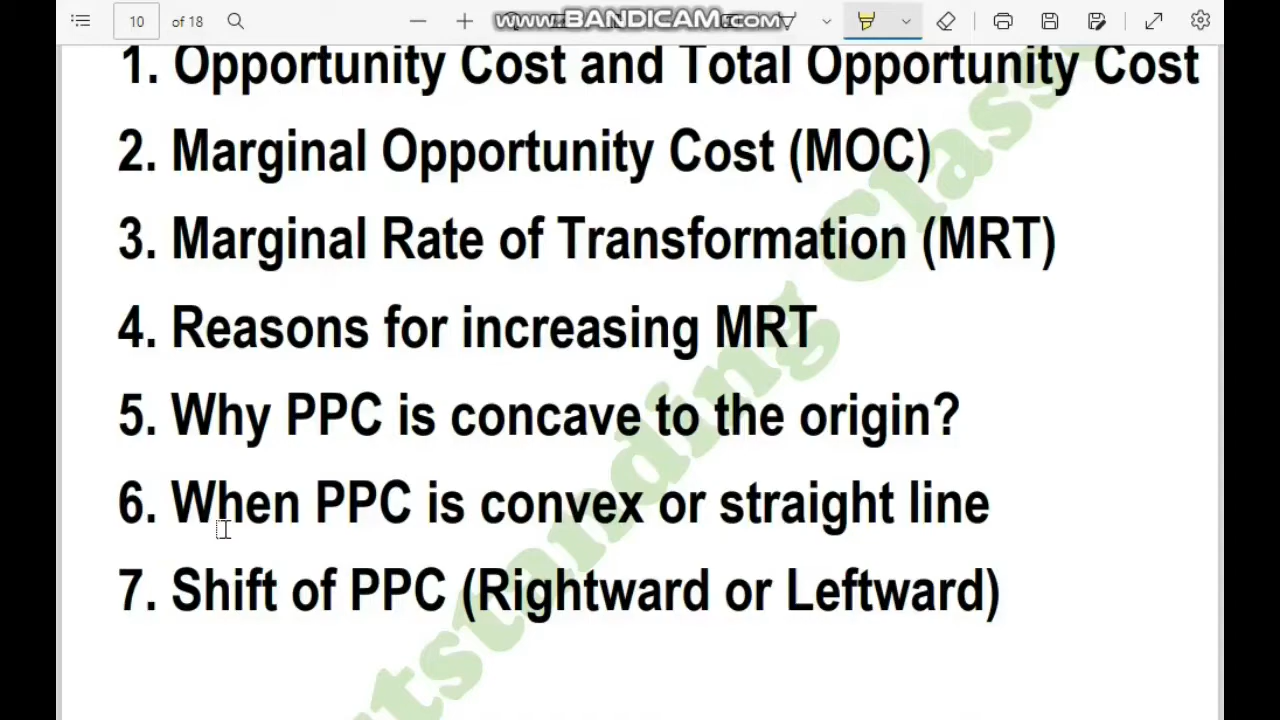 10 of 18
www.BANDICAM.com
1. Opportunity Cost and Total Opportunity Cost
2. Marginal Opportunity Cost (MOC)
3. Marginal Rate of Transformation (MRT)
4. Reasons for increasing MRT
5. Why PPC is concave to the origin?
6. When PPC is convex or straight line
7. Shift of PPC (Rightward or Leftward)